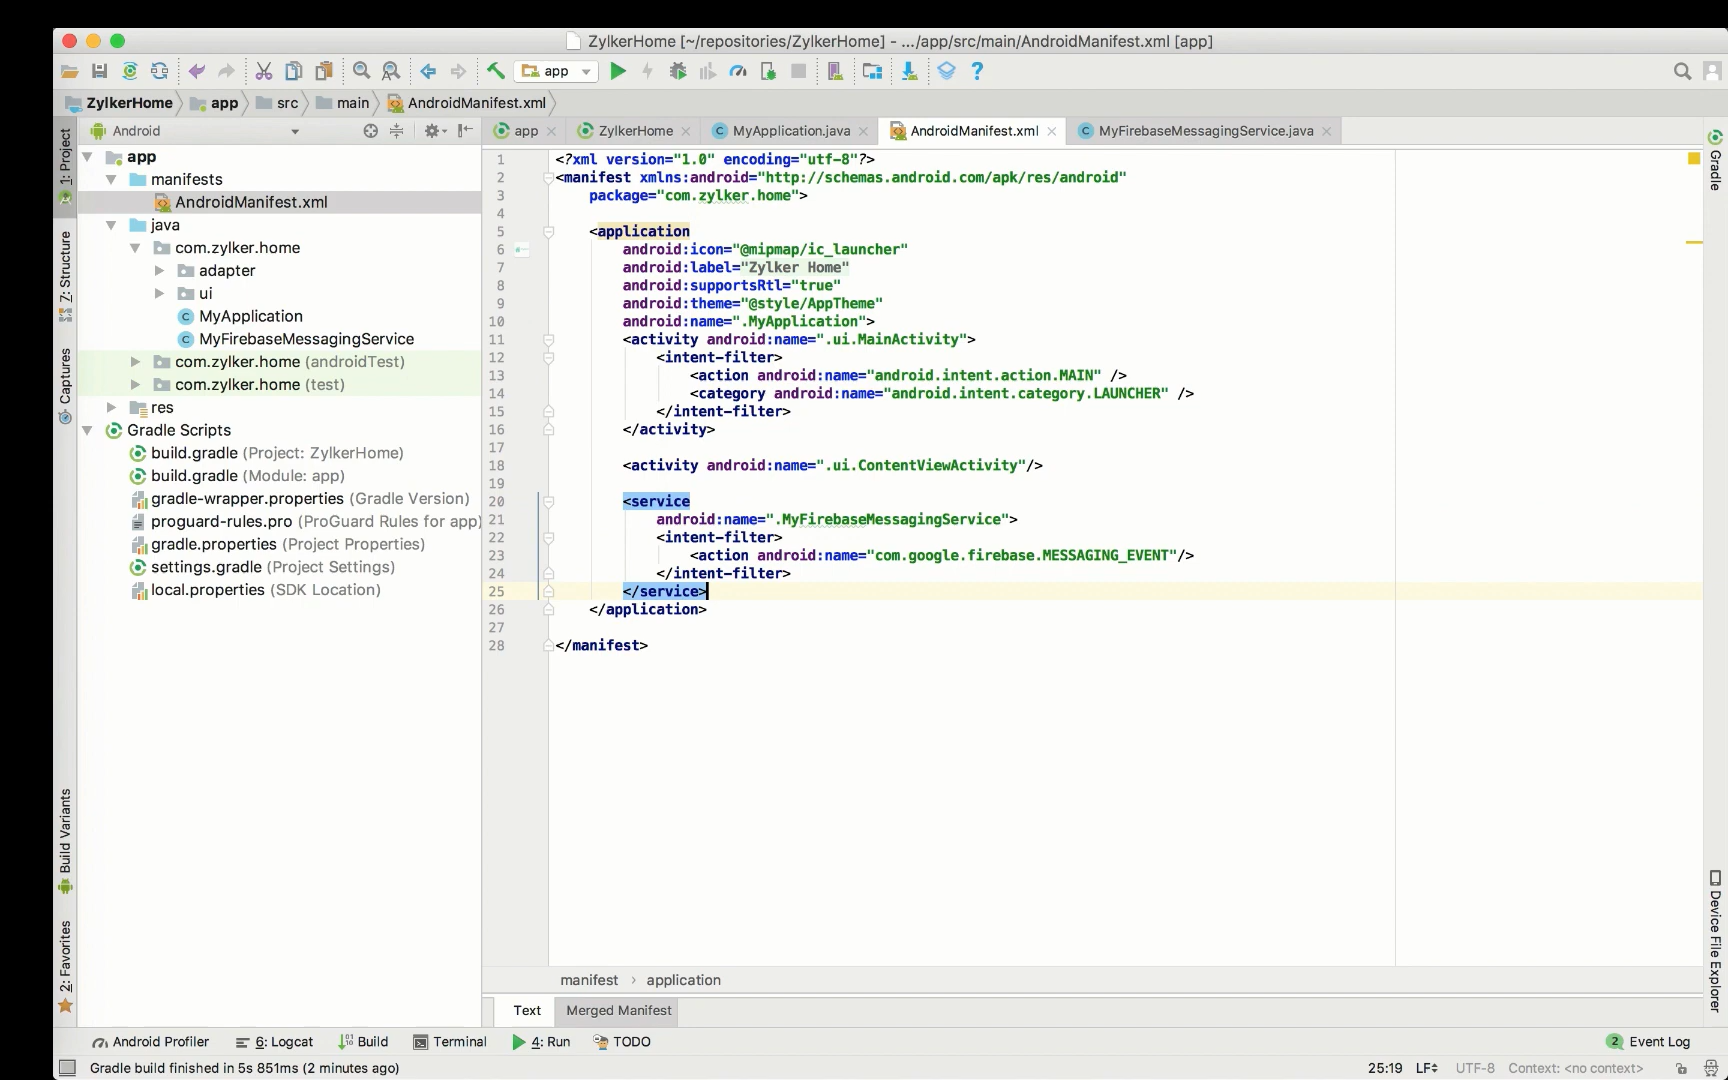 ZylkerHome [~/repositories/ZylkerHome] - .../app/src/main/AndroidManifest.xml [app]
app
ZylkerHome app src main AndroidManifest.xml
Android
app ZylkerHome MyApplication.java AndroidManifest.xml MyFirebaseMessagingService.java
1: Project
Z: Structure
Captures
Build Variants
2: Favorites
app
manifests
AndroidManifest.xml
java
com.zylker.home
adapter
ui
MyApplication
MyFirebaseMessagingService
com.zylker.home (androidTest)
com.zylker.home (test)
res
Gradle Scripts
build.gradle (Project: ZylkerHome)
build.gradle (Module: app)
gradle-wrapper.properties (Gradle Version)
proguard-rules.pro (ProGuard Rules for app)
gradle.properties (Project Properties)
settings.gradle (Project Settings)
local.properties (SDK Location)
1 <?xml version="1.0" encoding="utf-8"?>
2 <manifest xmlns:android="http://schemas.android.com/apk/res/android"
3 package="com.zylker.home">
4
5 <application
6 android:icon="@mipmap/ic_launcher"
7 android:label="Zylker Home"
8 android:supportsRtl="true"
9 android:theme="@style/AppTheme"
10 android:name=".MyApplication">
11 <activity android:name=".ui.MainActivity">
12 <intent-filter>
13 <action android:name="android.intent.action.MAIN" />
14 <category android:name="android.intent.category.LAUNCHER" />
15 </intent-filter>
16 </activity>
17
18 <activity android:name=".ui.ContentViewActivity"/>
19
20 <service
21 android:name=".MyFirebaseMessagingService">
22 <intent-filter>
23 <action android:name="com.google.firebase.MESSAGING_EVENT"/>
24 </intent-filter>
25 </service>
26 </application>
27
28 </manifest>
Gradle
Device File Explorer
manifest › application
Text Merged Manifest
Android Profiler 6: Logcat Build Terminal 4: Run TODO 2 Event Log
Gradle build finished in 5s 851ms (2 minutes ago) 25:19 LF UTF-8 Context: <no context>